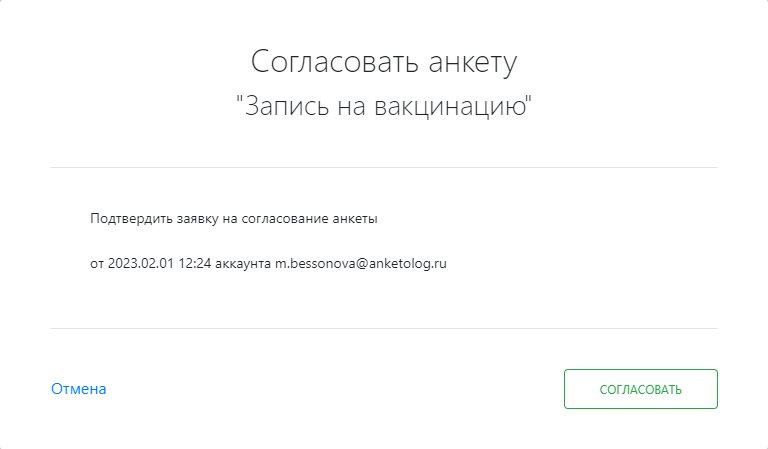 Согласовать анкету
"Запись на вакцинацию"
Подтвердить заявку на согласование анкеты
от 2023.02.01 12:24 аккаунта m.bessonova@anketolog.ru
Отмена
СОГЛАСОВАТЬ